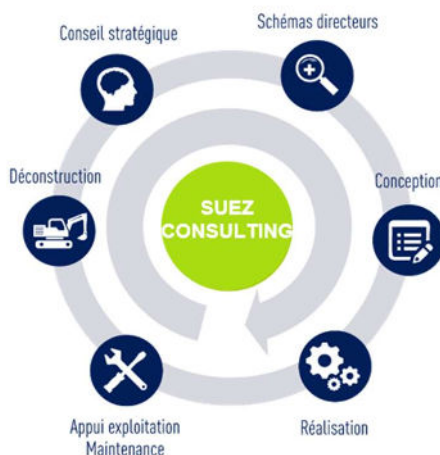 Conseil stratégique
Schémas directeurs
Déconstruction
SUEZ
CONSULTING
Conception
Appui exploitation
Maintenance
Réalisation